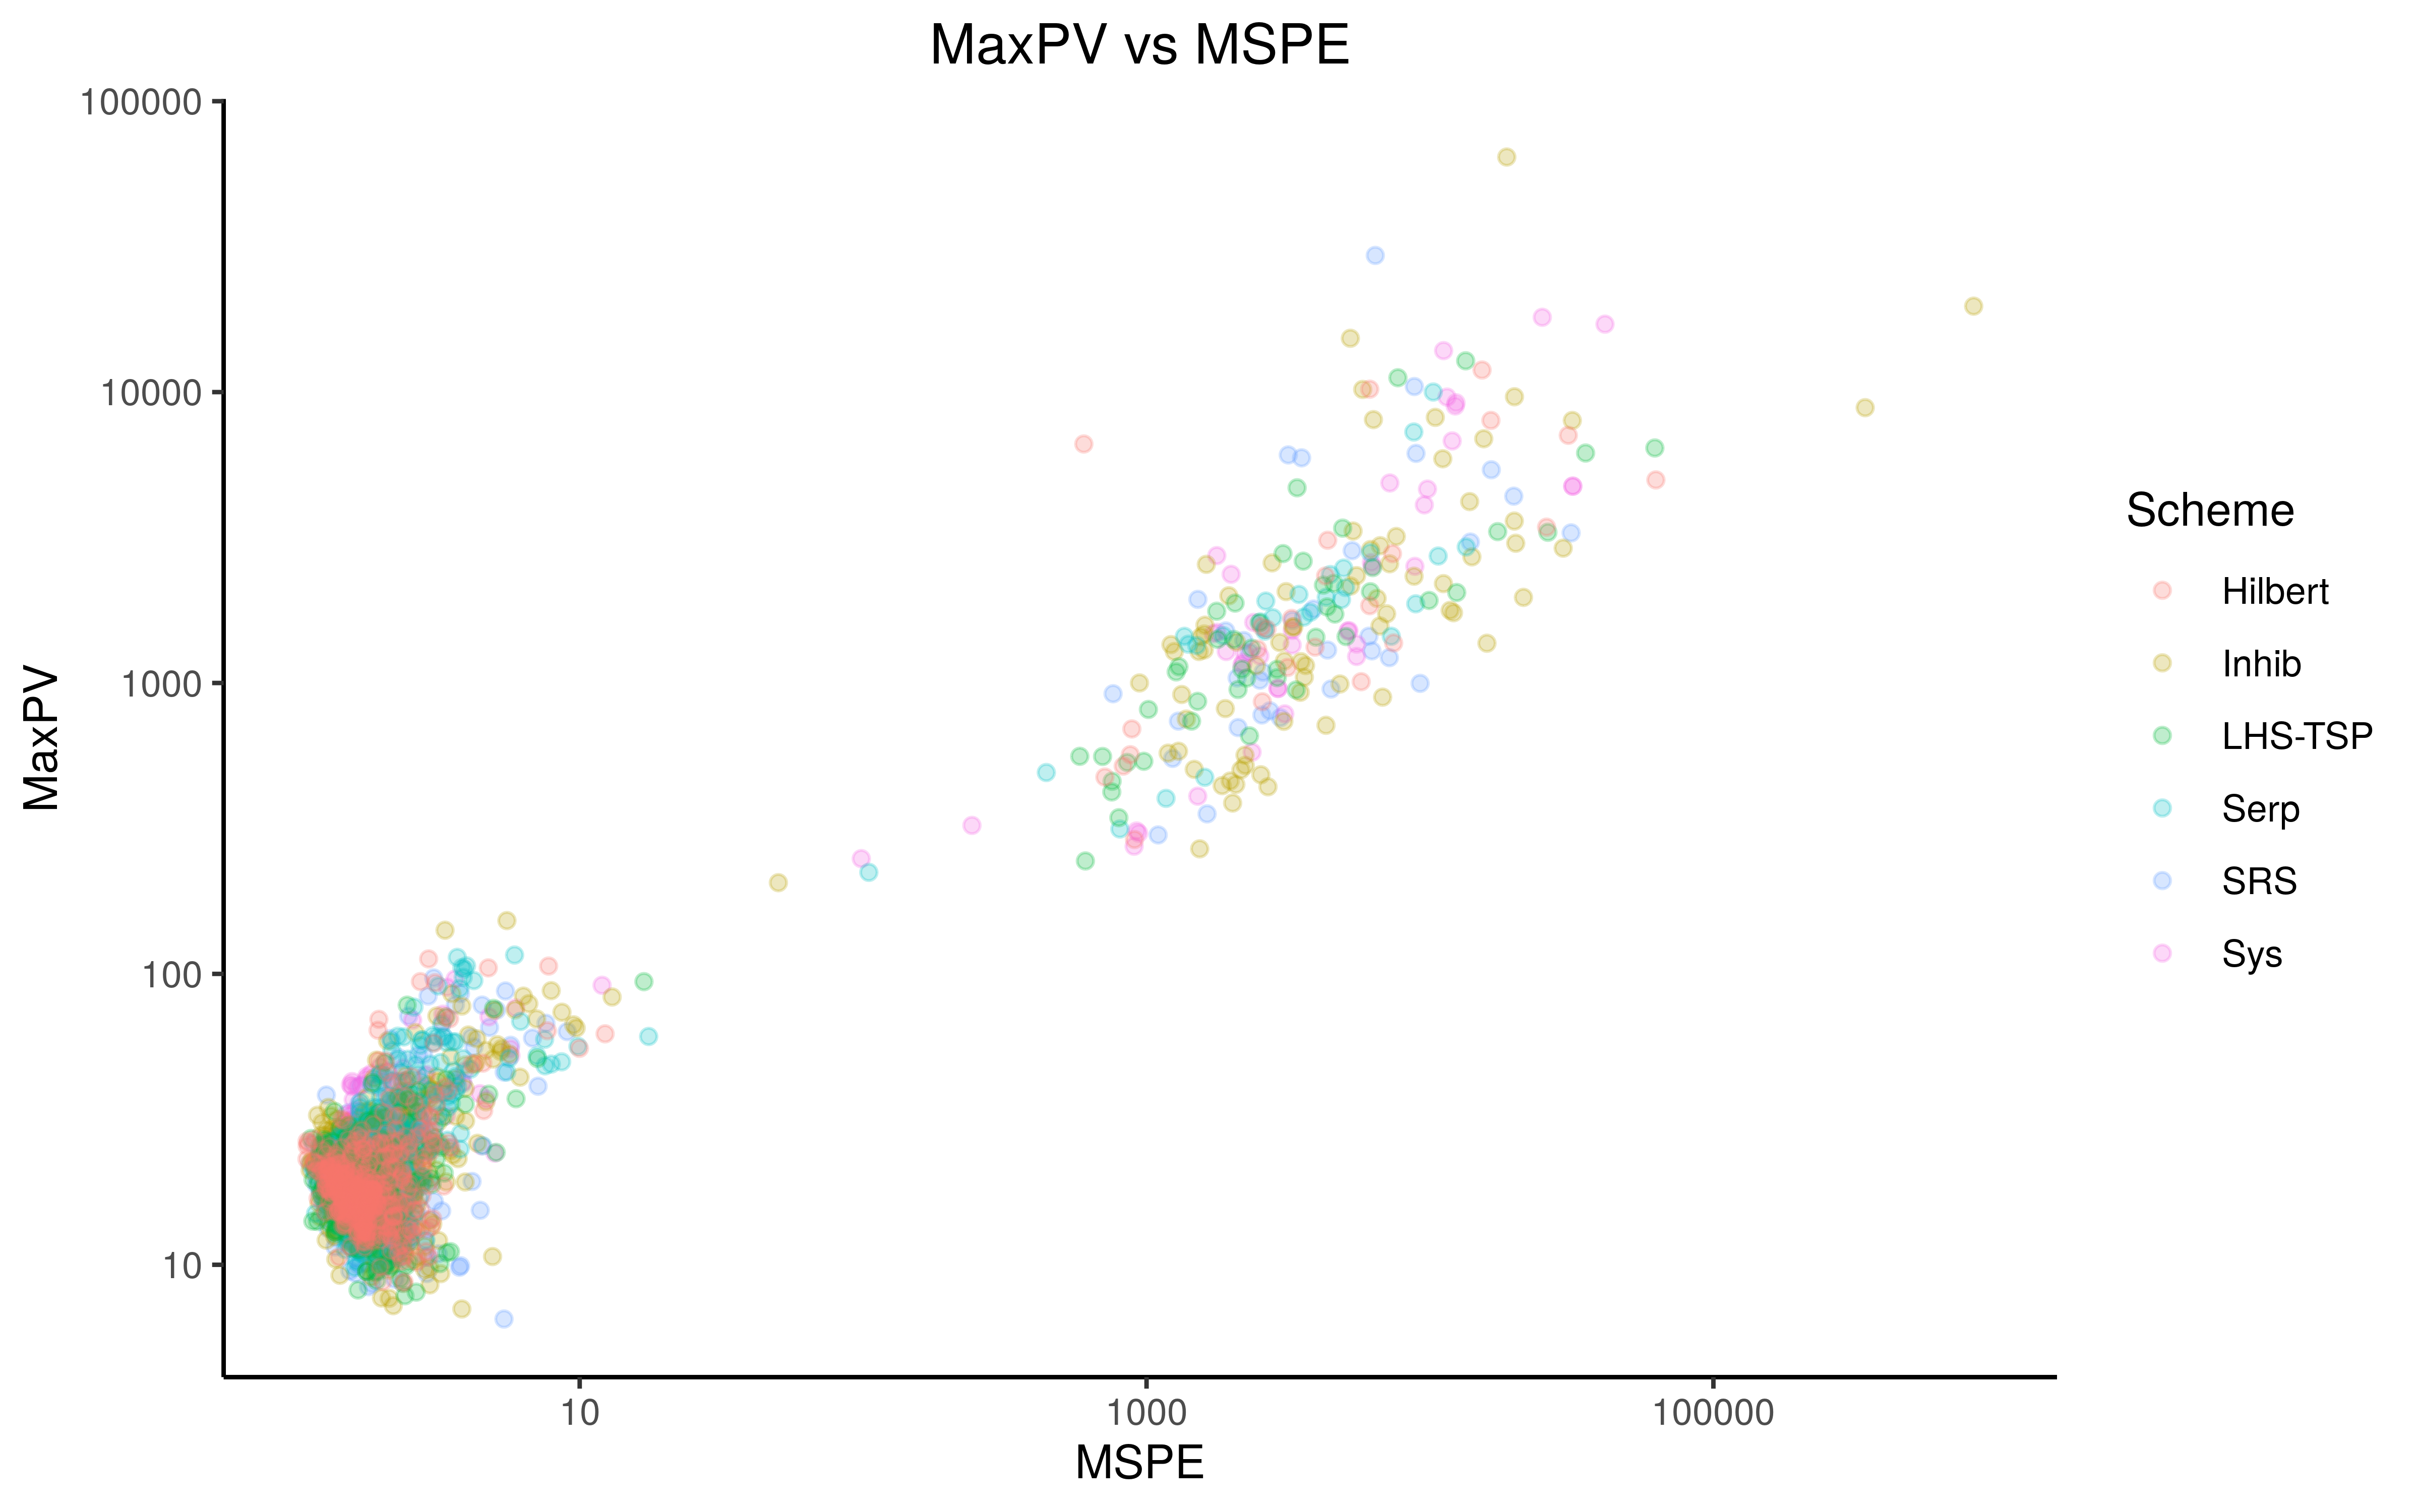 MaxPV vs MSPE
100000
10000
1000
100
10
MaxPV
10
1000
100000
MSPE
Scheme
Hilbert
Inhib
LHS-TSP
Serp
SRS
Sys